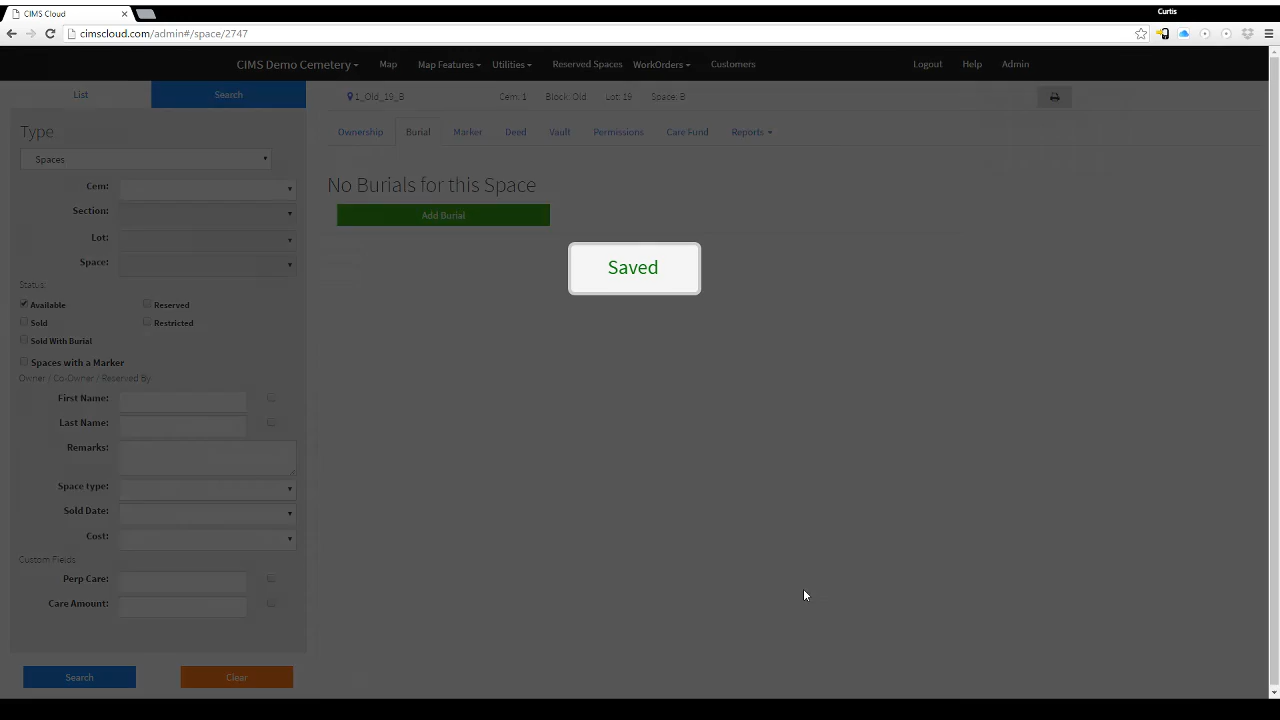 CIMS Cloud
Curtis
cimscloud.com/admin#/space/2747
CIMS Demo Cemetery Map Map Features Utilities Reserved Spaces WorkOrders Customers Logout Help Admin
List Search
1_Old_19_B Cem: 1 Block: Old Lot: 19 Space: B
Ownership Burial Marker Deed Vault Permissions Care Fund Reports
Type
Spaces
Cem:
Section:
Lot:
Space:
Status:
Available Reserved
Sold Restricted
Sold With Burial
Spaces with a Marker
Owner / Co-Owner / Reserved By
First Name:
Last Name:
Remarks:
Space type:
Sold Date:
Cost:
Custom Fields
Perp Care:
Care Amount:
Search Clear
No Burials for this Space
Add Burial
Saved